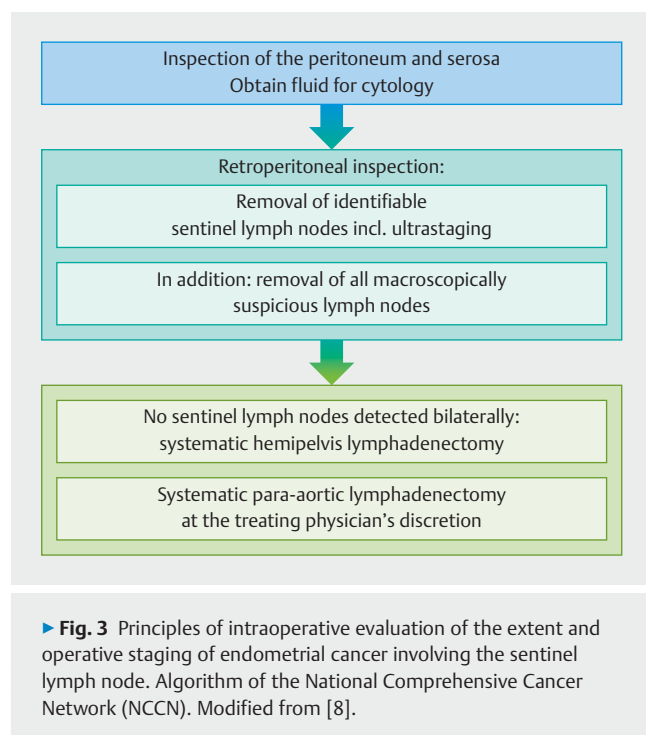 Inspection of the peritoneum and serosa
Obtain fluid for cytology
Retroperitoneal inspection:
Removal of identifiable
sentinel lymph nodes incl. ultrastaging
In addition: removal of all macroscopically
suspicious lymph nodes
No sentinel lymph nodes detected bilaterally:
systematic hemipelvis lymphadenectomy
Systematic para-aortic lymphadenectomy
at the treating physician’s discretion
▶ Fig. 3 Principles of intraoperative evaluation of the extent and
operative staging of endometrial cancer involving the sentinel
lymph node. Algorithm of the National Comprehensive Cancer
Network (NCCN). Modified from [8].